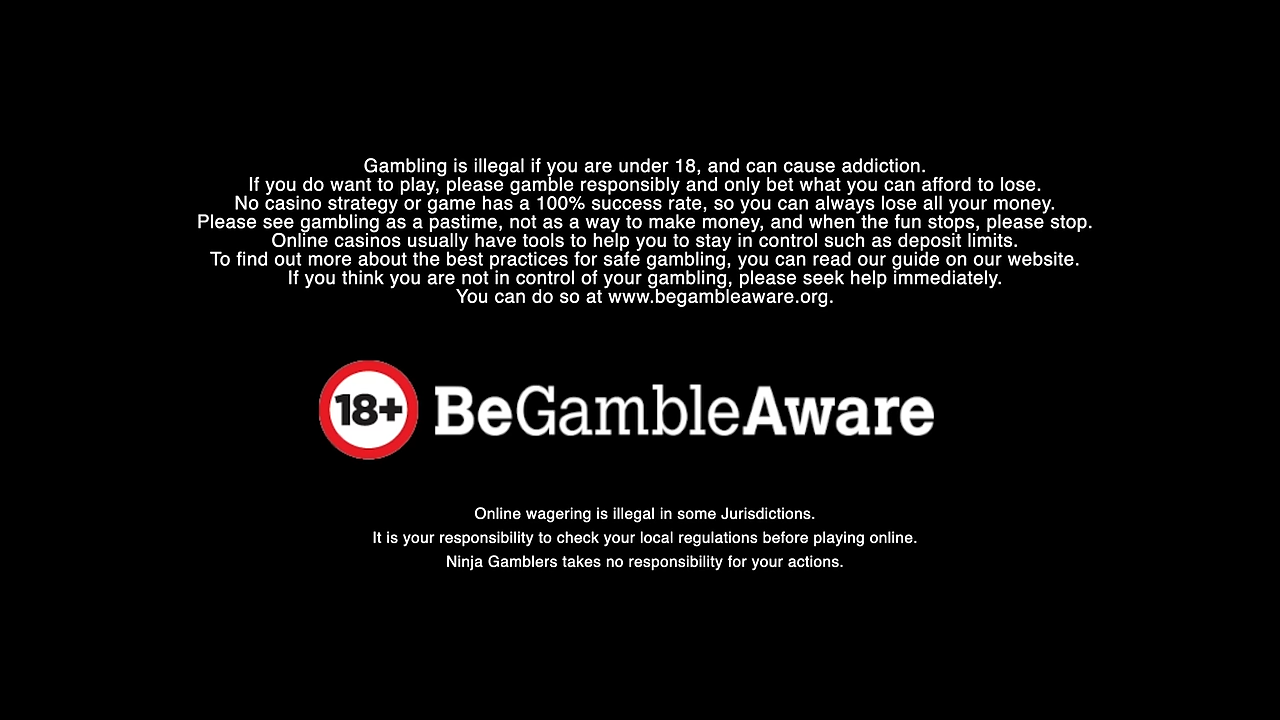 Gambling is illegal if you are under 18, and can cause addiction.
If you do want to play, please gamble responsibly and only bet what you can afford to lose.
No casino strategy or game has a 100% success rate, so you can always lose all your money.
Please see gambling as a pastime, not as a way to make money, and when the fun stops, please stop.
Online casinos usually have tools to help you to stay in control such as deposit limits.
To find out more about the best practices for safe gambling, you can read our guide on our website.
If you think you are not in control of your gambling, please seek help immediately.
You can do so at www.begambleaware.org.
18+ BeGambleAware
Online wagering is illegal in some Jurisdictions.
It is your responsibility to check your local regulations before playing online.
Ninja Gamblers takes no responsibility for your actions.